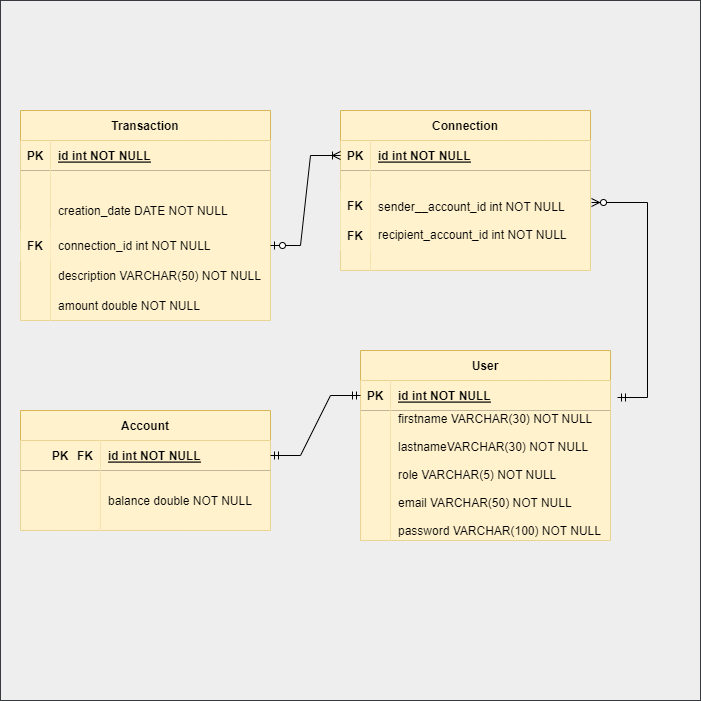 Transaction
PK id int NOT NULL
creation_date DATE NOT NULL
FK connection_id int NOT NULL
description VARCHAR(50) NOT NULL
amount double NOT NULL
Connection
PK id int NOT NULL
FK sender__account_id int NOT NULL
FK recipient_account_id int NOT NULL
User
PK id int NOT NULL
firstname VARCHAR(30) NOT NULL
lastnameVARCHAR(30) NOT NULL
role VARCHAR(5) NOT NULL
email VARCHAR(50) NOT NULL
password VARCHAR(100) NOT NULL
Account
PK FK id int NOT NULL
balance double NOT NULL